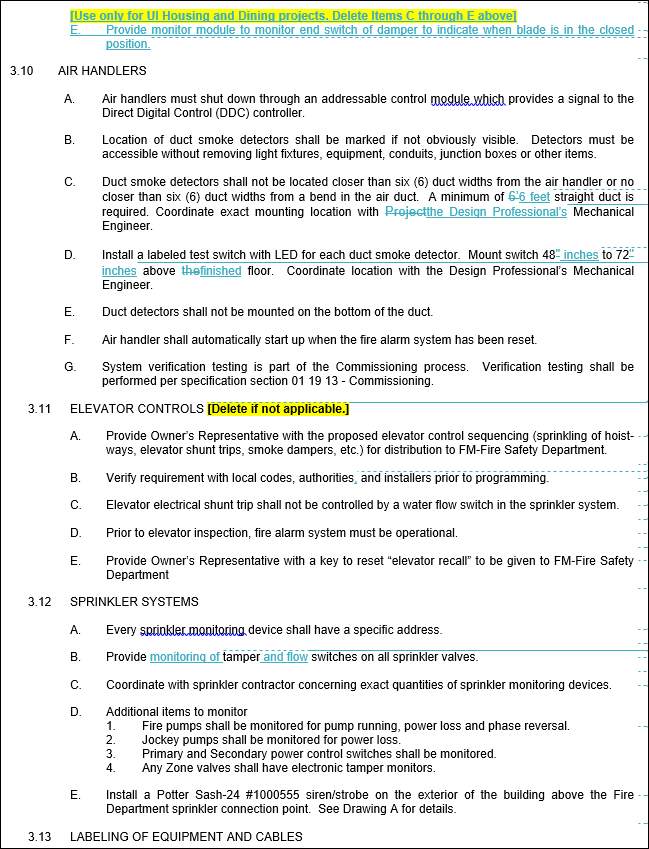 [Use only for UI Housing and Dining projects. Delete Items C through E above]
E. Provide monitor module to monitor end switch of damper to indicate when blade is in the closed
position.
3.10 AIR HANDLERS
A. Air handlers must shut down through an addressable control module which provides a signal to the
Direct Digital Control (DDC) controller.
B. Location of duct smoke detectors shall be marked if not obviously visible. Detectors must be
accessible without removing light fixtures, equipment, conduits, junction boxes or other items.
C. Duct smoke detectors shall not be located closer than six (6) duct widths from the air handler or no
closer than six (6) duct widths from a bend in the air duct. A minimum of 6'6 feet straight duct is
required. Coordinate exact mounting location with Projectthe Design Professional's Mechanical
Engineer.
D. Install a labeled test switch with LED for each duct smoke detector. Mount switch 48" inches to 72"
inches above thefinished floor. Coordinate location with the Design Professional's Mechanical
Engineer.
E. Duct detectors shall not be mounted on the bottom of the duct.
F. Air handler shall automatically start up when the fire alarm system has been reset.
G. System verification testing is part of the Commissioning process. Verification testing shall be
performed per specification section 01 19 13 - Commissioning.
3.11 ELEVATOR CONTROLS [Delete if not applicable.]
A. Provide Owner's Representative with the proposed elevator control sequencing (sprinkling of hoist-
ways, elevator shunt trips, smoke dampers, etc.) for distribution to FM-Fire Safety Department.
B. Verify requirement with local codes, authorities, and installers prior to programming.
C. Elevator electrical shunt trip shall not be controlled by a water flow switch in the sprinkler system.
D. Prior to elevator inspection, fire alarm system must be operational.
E. Provide Owner's Representative with a key to reset “elevator recall” to be given to FM-Fire Safety
Department
3.12 SPRINKLER SYSTEMS
A. Every sprinkler monitoring device shall have a specific address.
B. Provide monitoring of tamper and flow switches on all sprinkler valves.
C. Coordinate with sprinkler contractor concerning exact quantities of sprinkler monitoring devices.
D. Additional items to monitor
1. Fire pumps shall be monitored for pump running, power loss and phase reversal.
2. Jockey pumps shall be monitored for power loss.
3. Primary and Secondary power control switches shall be monitored.
4. Any Zone valves shall have electronic tamper monitors.
E. Install a Potter Sash-24 #1000555 siren/strobe on the exterior of the building above the Fire
Department sprinkler connection point. See Drawing A for details.
3.13 LABELING OF EQUIPMENT AND CABLES